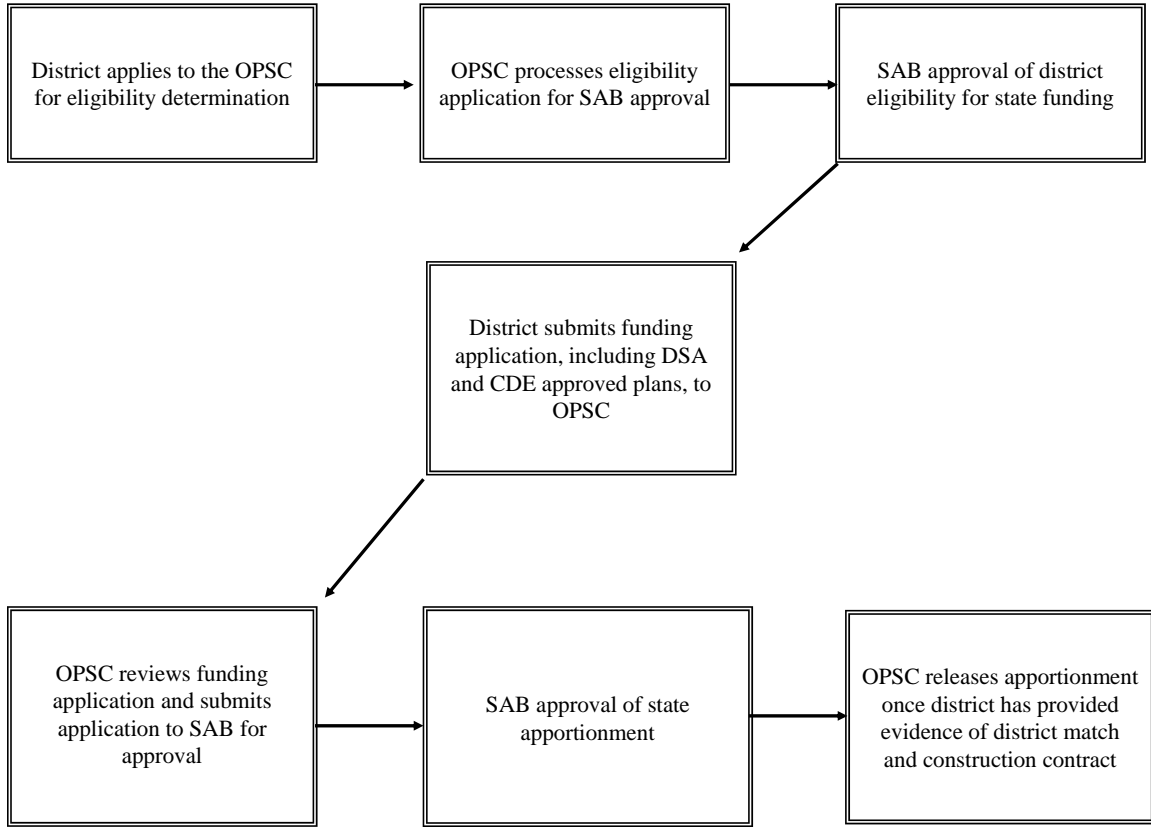 District applies to the OPSC
for eligibility determination
OPSC processes eligibility
application for SAB approval
SAB approval of district
eligibility for state funding
District submits funding
application, including DSA
and CDE approved plans, to
OPSC
OPSC reviews funding
application and submits
application to SAB for
approval
SAB approval of state
apportionment
OPSC releases apportionment
once district has provided
evidence of district match
and construction contract